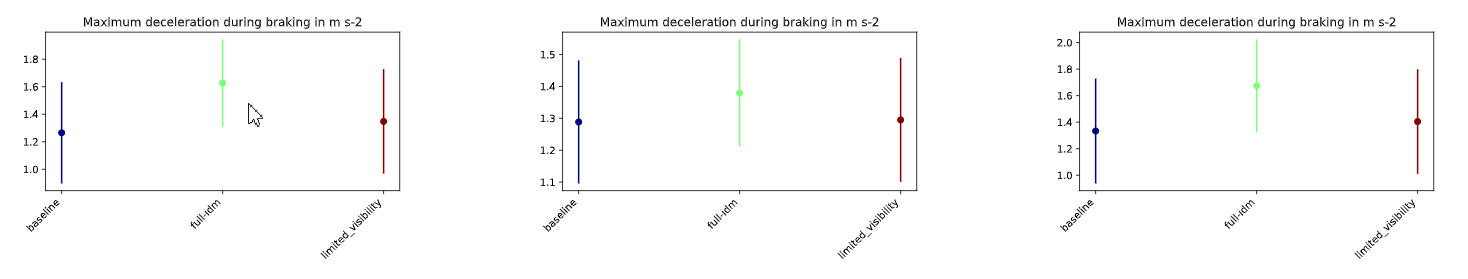 Maximum deceleration during braking in m s-2
1.8
1.6
1.4
1.2
1.0
baseline
full-idm
limited_visibility
Maximum deceleration during braking in m s-2
1.5
1.4
1.3
1.2
1.1
baseline
full-idm
limited_visibility
Maximum deceleration during braking in m s-2
2.0
1.8
1.6
1.4
1.2
1.0
baseline
full-idm
limited_visibility